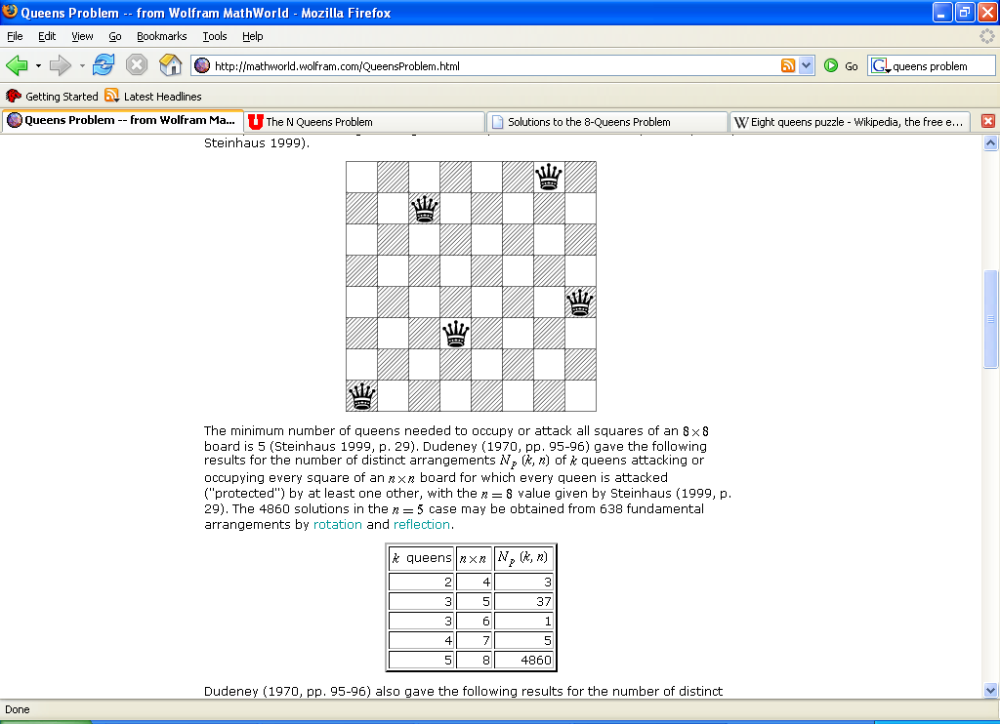 Queens Problem -- from Wolfram MathWorld - Mozilla Firefox
File Edit View Go Bookmarks Tools Help
http://mathworld.wolfram.com/QueensProblem.html Go G queens problem
Getting Started Latest Headlines
Queens Problem -- from Wolfram Ma... U The N Queens Problem Solutions to the 8-Queens Problem W Eight queens puzzle - Wikipedia, the free e...
Steinhaus 1999).
The minimum number of queens needed to occupy or attack all squares of an 8×8
board is 5 (Steinhaus 1999, p. 29). Dudeney (1970, pp. 95-96) gave the following
results for the number of distinct arrangements N_p (k, n) of k queens attacking or
occupying every square of an n×n board for which every queen is attacked
("protected") by at least one other, with the n = 8 value given by Steinhaus (1999, p.
29). The 4860 solutions in the n = 5 case may be obtained from 638 fundamental
arrangements by rotation and reflection.
k queens n×n N_p (k, n)
2 4 3
3 5 37
3 6 1
4 7 5
5 8 4860
Dudeney (1970, pp. 95-96) also gave the following results for the number of distinct
Done